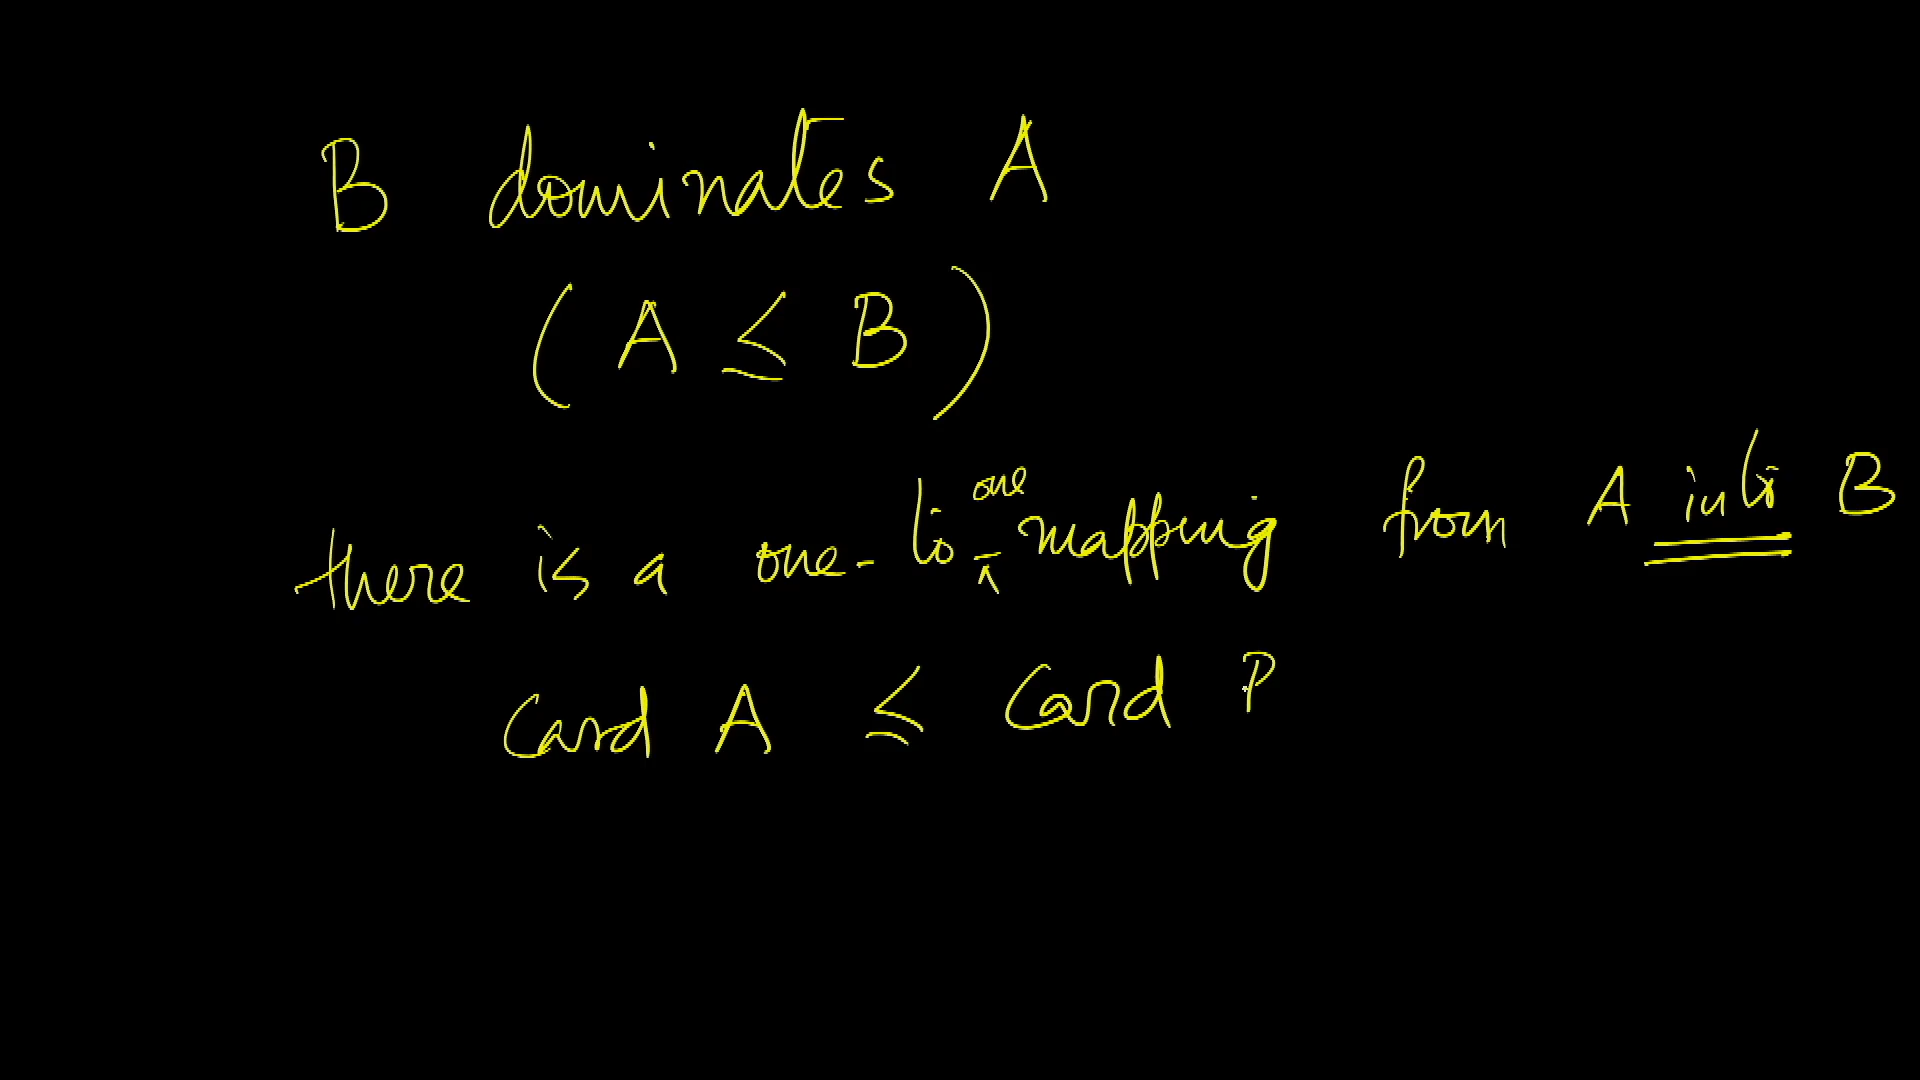 B dominates A
( A ≤ B )
there is a one-to-one mapping from A into B
Card A ≤ Card P